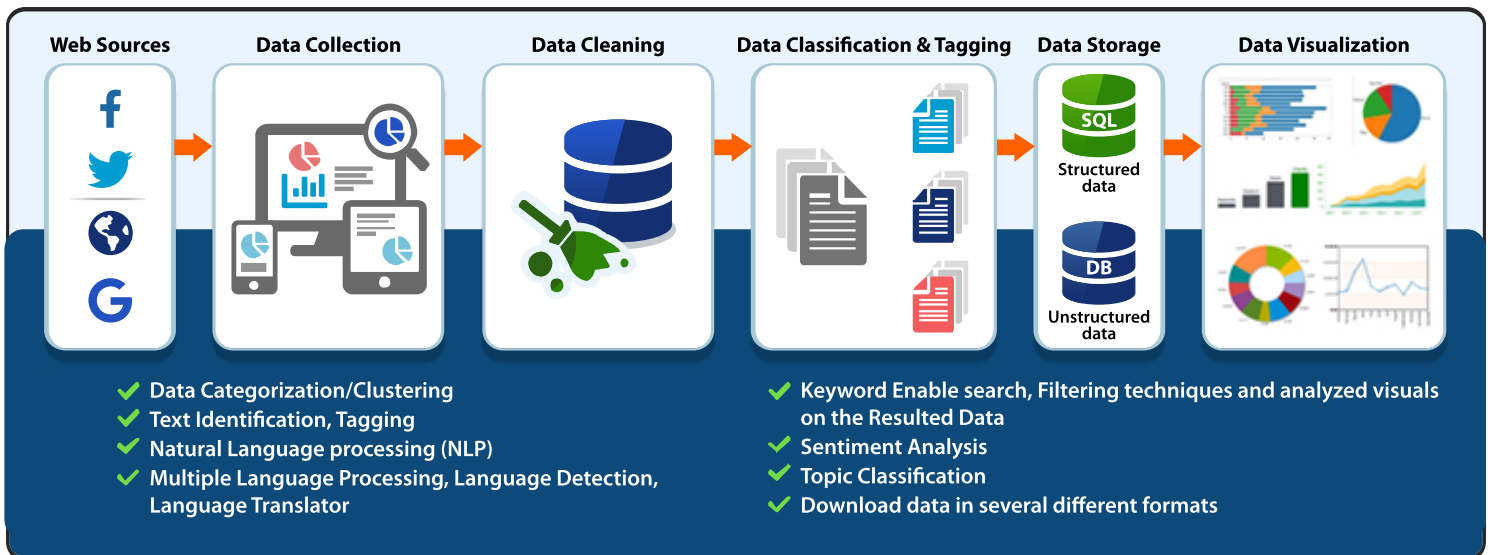 Web Sources
Data Collection
Data Cleaning
Data Classification & Tagging
Data Storage
Data Visualization
SQL
Structured
data
DB
Unstructured
data
Data Categorization/Clustering
Text Identification, Tagging
Natural Language processing (NLP)
Multiple Language Processing, Language Detection,
Language Translator
Keyword Enable search, Filtering techniques and analyzed visuals
on the Resulted Data
Sentiment Analysis
Topic Classification
Download data in several different formats